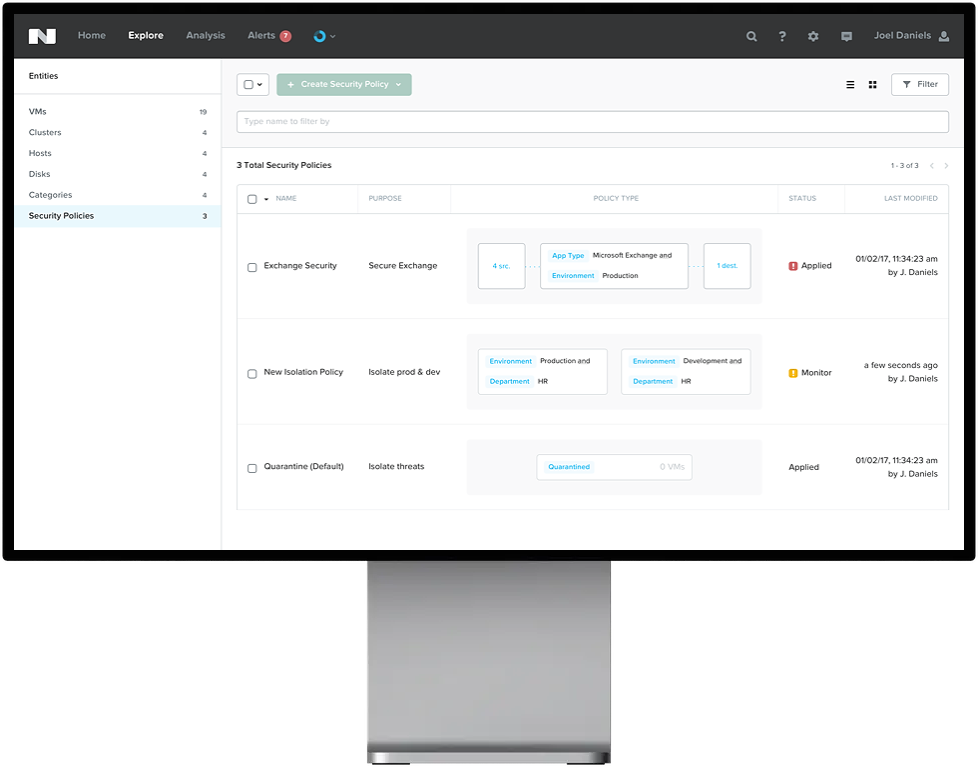 Home Explore Analysis Alerts 7 Joel Daniels
Entities
VMs 19
Clusters 4
Hosts 4
Disks 4
Categories 4
Security Policies 3
+ Create Security Policy
Filter
Type name to filter by
3 Total Security Policies 1 - 3 of 3
NAME PURPOSE POLICY TYPE STATUS LAST MODIFIED
Exchange Security Secure Exchange
4 src.
App Type Microsoft Exchange and
Environment Production
1 dest.
Applied
01/02/17, 11:34:23 am
by J. Daniels
New Isolation Policy Isolate prod & dev
Environment Production and
Department HR
Environment Development and
Department HR
Monitor
a few seconds ago
by J. Daniels
Quarantine (Default) Isolate threats
Quarantined 0 VMs
Applied
01/02/17, 11:34:23 am
by J. Daniels